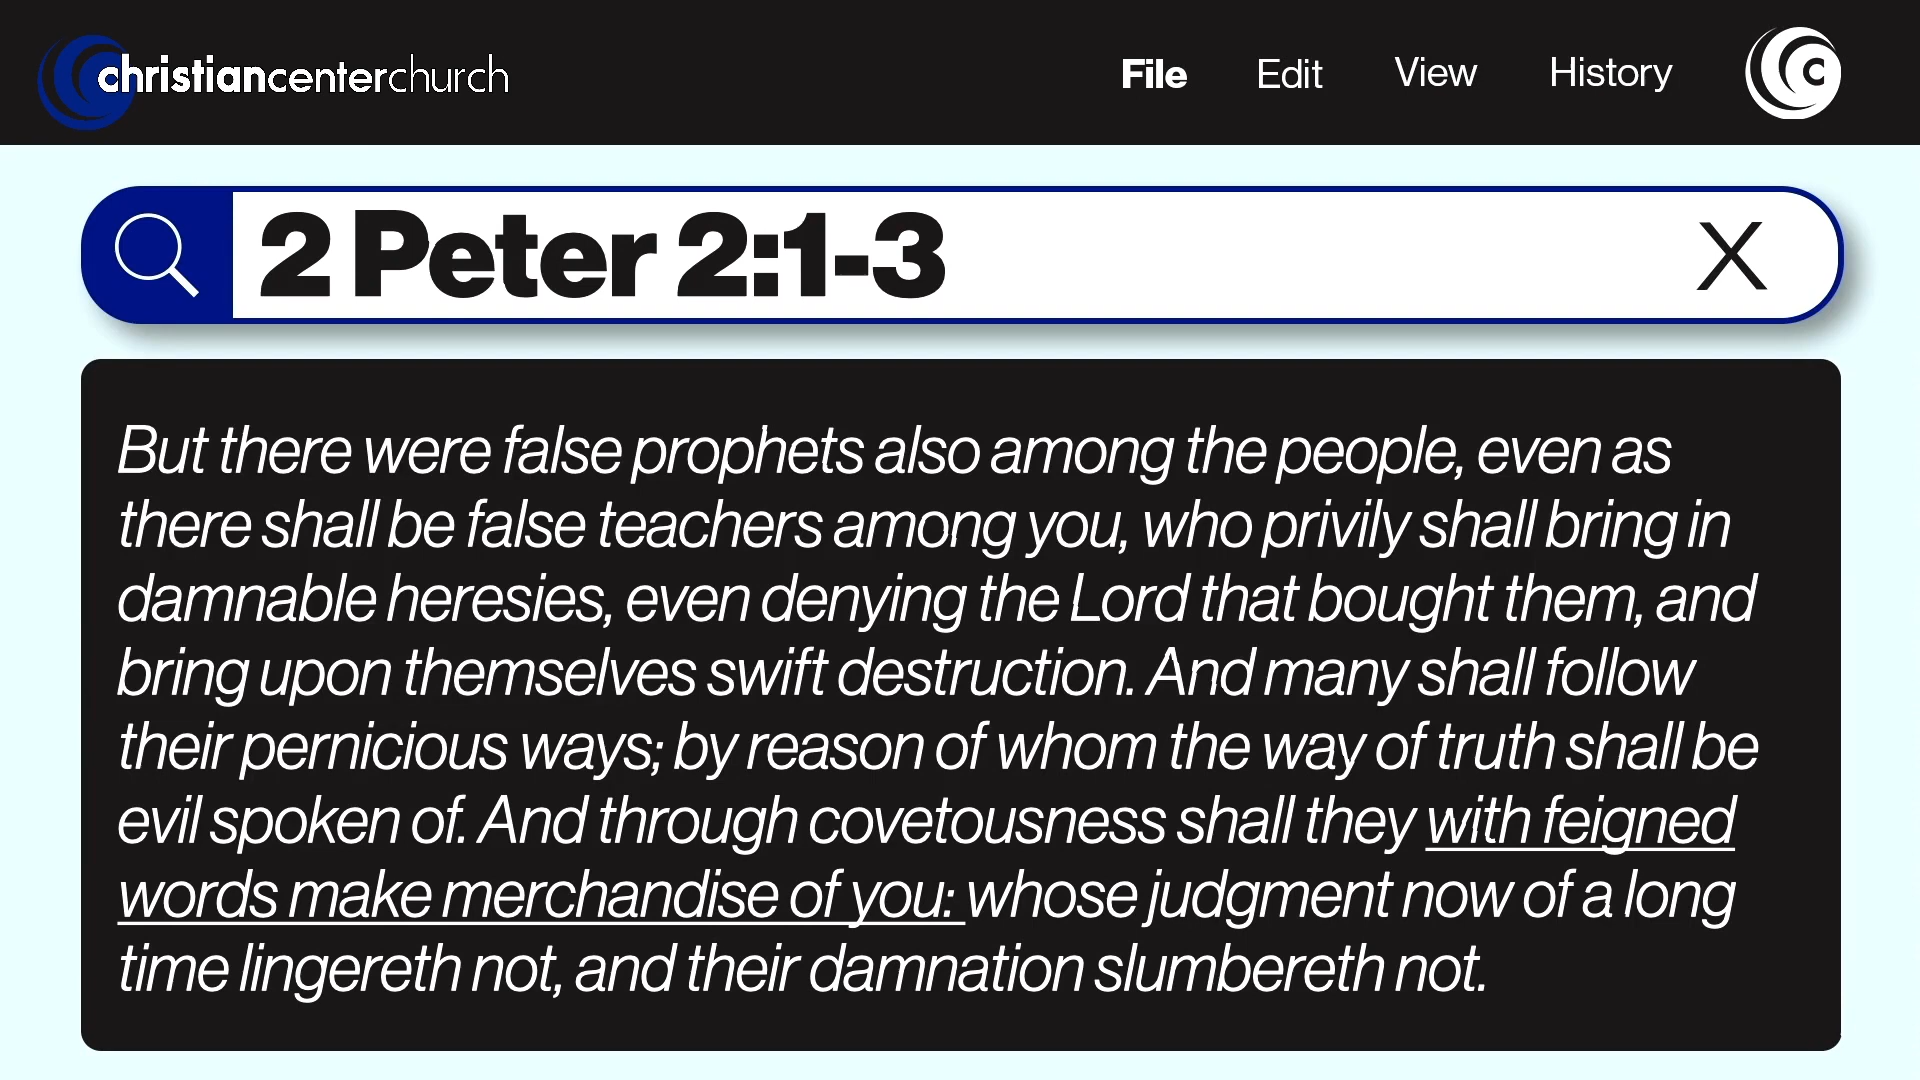 christiancenterchurch
File Edit View History
c
2 Peter 2:1-3
X
But there were false prophets also among the people, even as
there shall be false teachers among you, who privily shall bring in
damnable heresies, even denying the Lord that bought them, and
bring upon themselves swift destruction. And many shall follow
their pernicious ways; by reason of whom the way of truth shall be
evil spoken of. And through covetousness shall they with feigned
words make merchandise of you: whose judgment now of a long
time lingereth not, and their damnation slumbereth not.